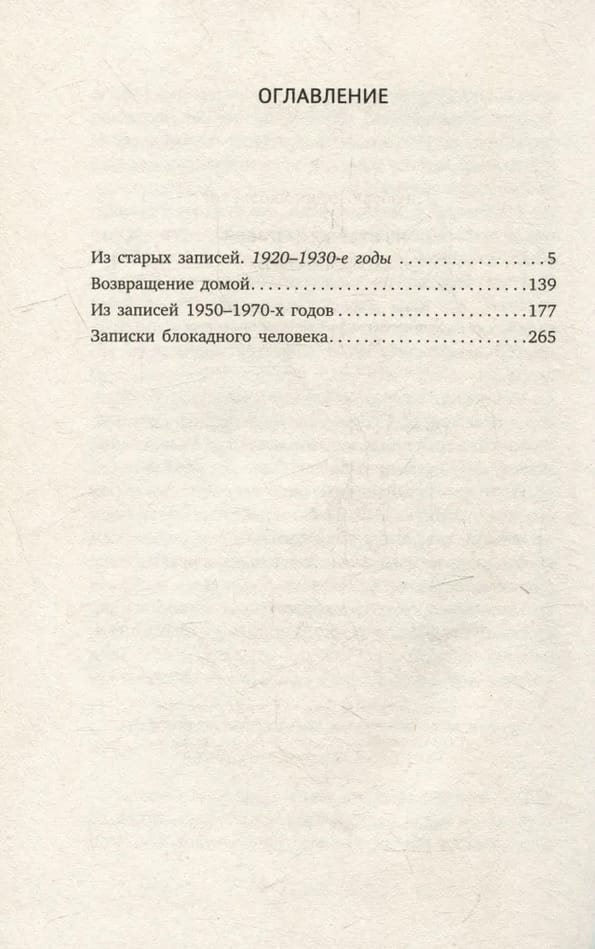 ОГЛАВЛЕНИЕ
Из старых записей. 1920–1930-е годы . . . . . . . . . . . . . . . . . . 5
Возвращение домой. . . . . . . . . . . . . . . . . . . . . . . . . . . . . . . . . . . 139
Из записей 1950–1970-х годов . . . . . . . . . . . . . . . . . . . . . . . . 177
Записки блокадного человека. . . . . . . . . . . . . . . . . . . . . . . . 265